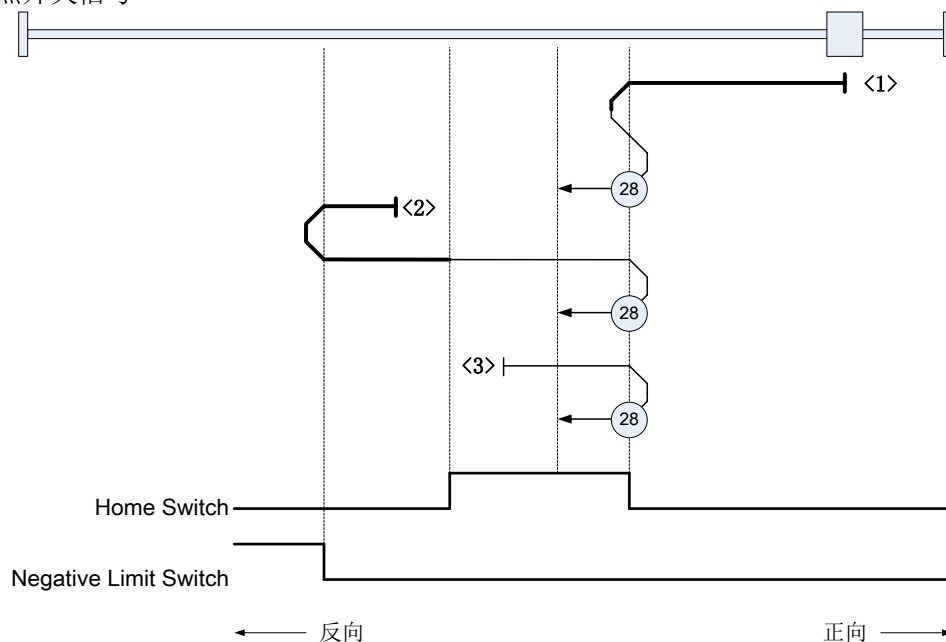 <1>
28
<2>
28
<3>
28
Home Switch
Negative Limit Switch
反向
正向